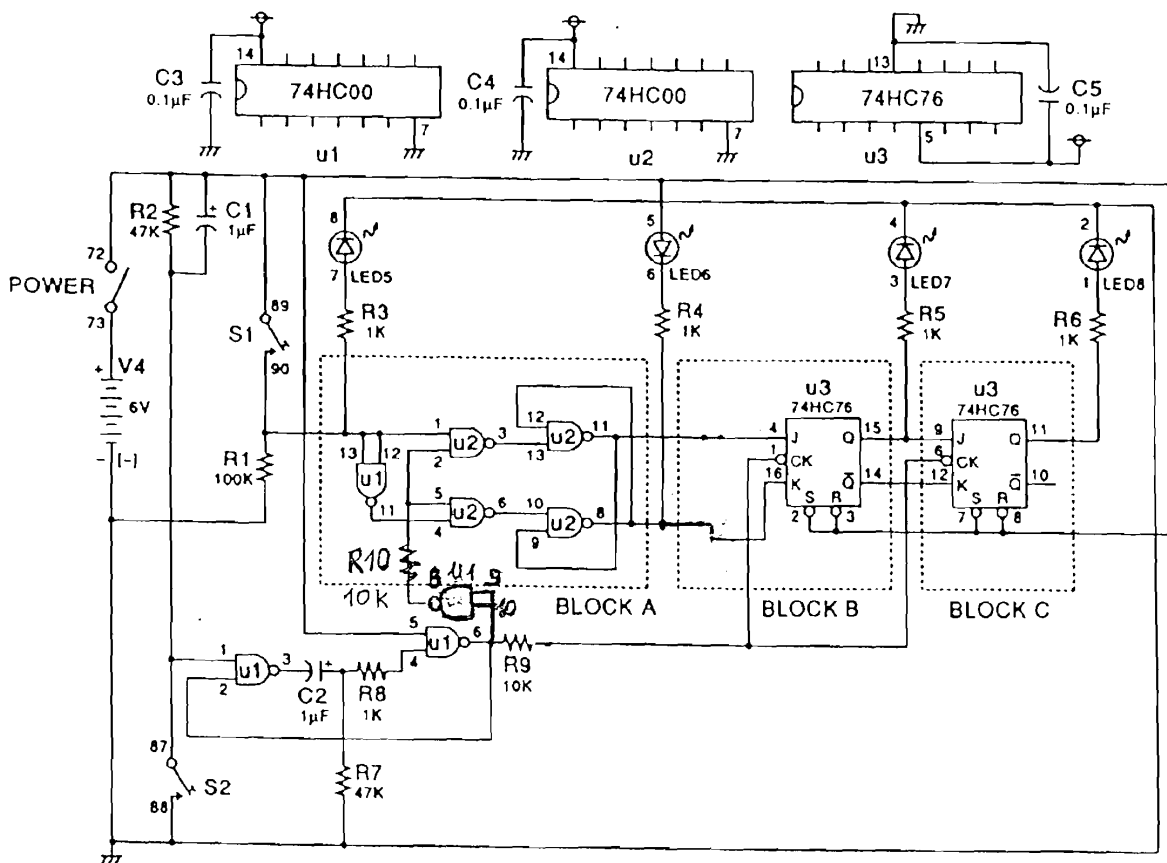 14
C3
0.1µF
74HC00
7
u1
14
C4
0.1µF
74HC00
7
u2
13
74HC76
5
u3
C5
0.1µF
R2
47K
C1
1µF
72
POWER
73
+ V4
6V
- (-)
89
S1
90
R1
100K
8
7 LED5
R3
1K
5
6 LED6
R4
1K
4
3 LED7
R5
1K
2
1 LED8
R6
1K
1
2
u2
3
13 12
u1
11
12
13
u2
11
5
4
u2
6
10
9
u2
8
R10
10K
8 U1 9
10
BLOCK A
u3
74HC76
4 J Q 15
1 CK
16 K Q 14
S R
2 3
BLOCK B
u3
74HC76
9 J Q 11
6 CK
12 K Q 10
S R
7 8
BLOCK C
5
4
u1
6
R9
10K
1
2
u1
3
C2
1µF
+
R8
1K
R7
47K
87
S2
88